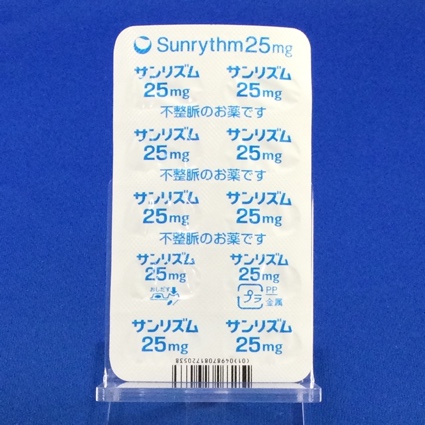 Sunrythm25mg
サンリズム サンリズム
25mg 25mg
不整脈のお薬です
サンリズム サンリズム
25mg 25mg
不整脈のお薬です
サンリズム サンリズム
25mg 25mg
不整脈のお薬です
サンリズム サンリズム
25mg 25mg
おしだす プラ PP
金属
サンリズム サンリズム
25mg 25mg
(01)04987081770538